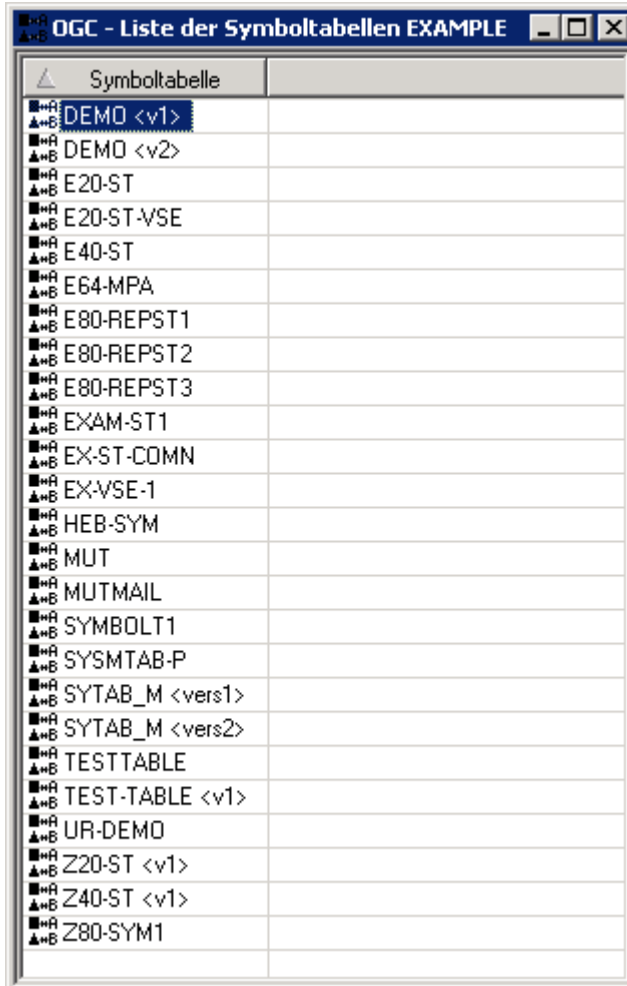 OGC - Liste der Symboltabellen EXAMPLE
Symboltabelle
DEMO <v1>
DEMO <v2>
E20-ST
E20-ST-VSE
E40-ST
E64-MPA
E80-REPST1
E80-REPST2
E80-REPST3
EXAM-ST1
EX-ST-COMN
EX-VSE-1
HEB-SYM
MUT
MUTMAIL
SYMBOLT1
SYSMTAB-P
SYTAB_M <vers1>
SYTAB_M <vers2>
TESTTABLE
TEST-TABLE <v1>
UR-DEMO
Z20-ST <v1>
Z40-ST <v1>
Z80-SYM1